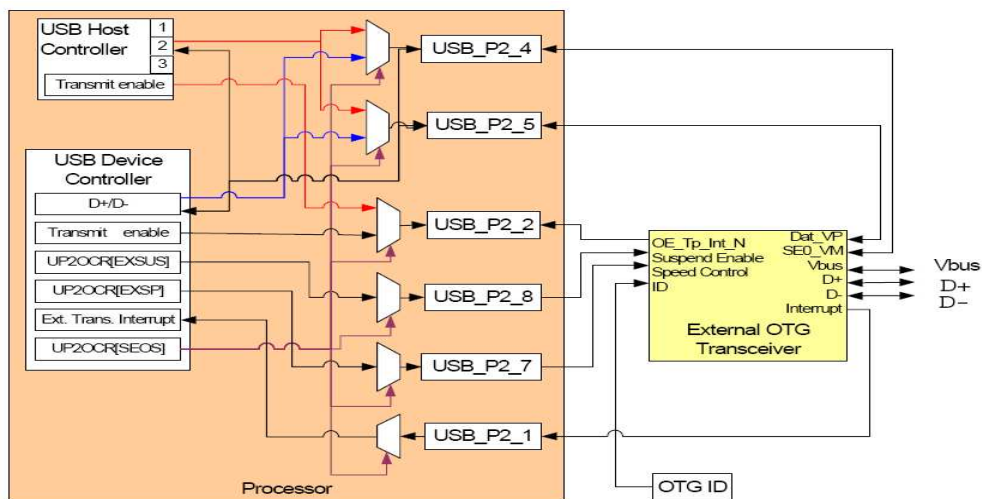 USB Host
Controller
1
2
3
Transmit enable
USB Device
Controller
D+/D-
Transmit enable
UP2OCR[EXSUS]
UP2OCR[EXSP]
Ext. Trans. Interrupt
UP2OCR[SEOS]
USB_P2_4
USB_P2_5
USB_P2_2
USB_P2_8
USB_P2_7
USB_P2_1
Processor
OE_Tp_Int_N
Suspend Enable
Speed Control
ID
Dat_VP
SE0_VM
Vbus
D+
D-
Interrupt
External OTG
Transceiver
Vbus
D+
D-
OTG ID